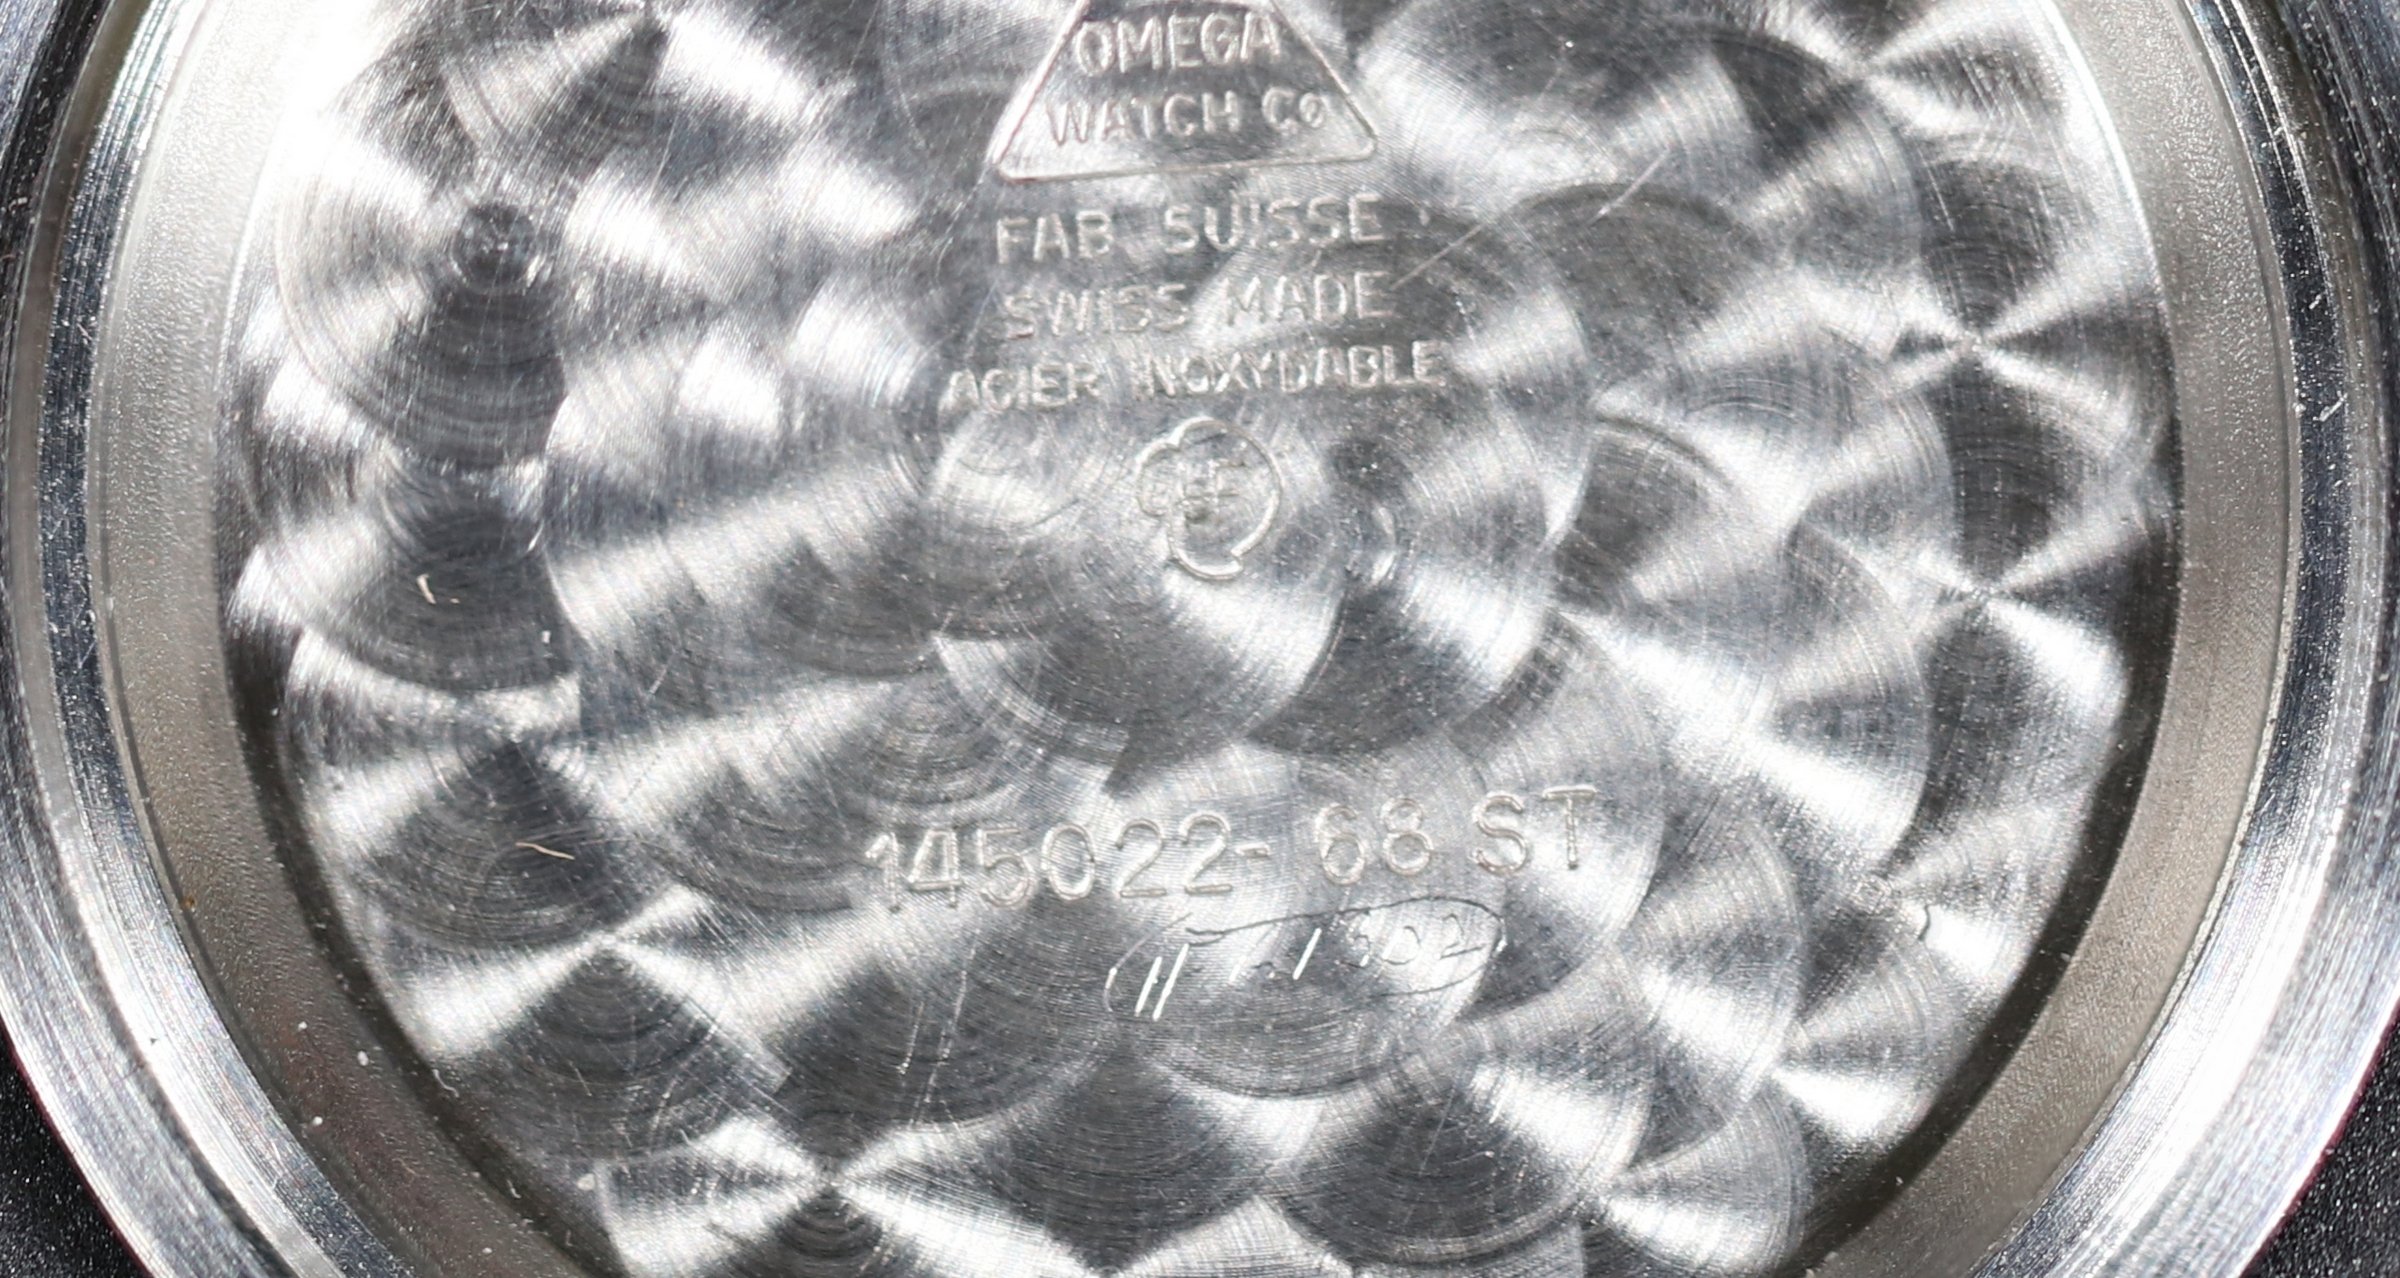 OMEGA
WATCH Co
FAB. SUISSE
SWISS MADE
ACIER INOXYDABLE
145022- 68 ST